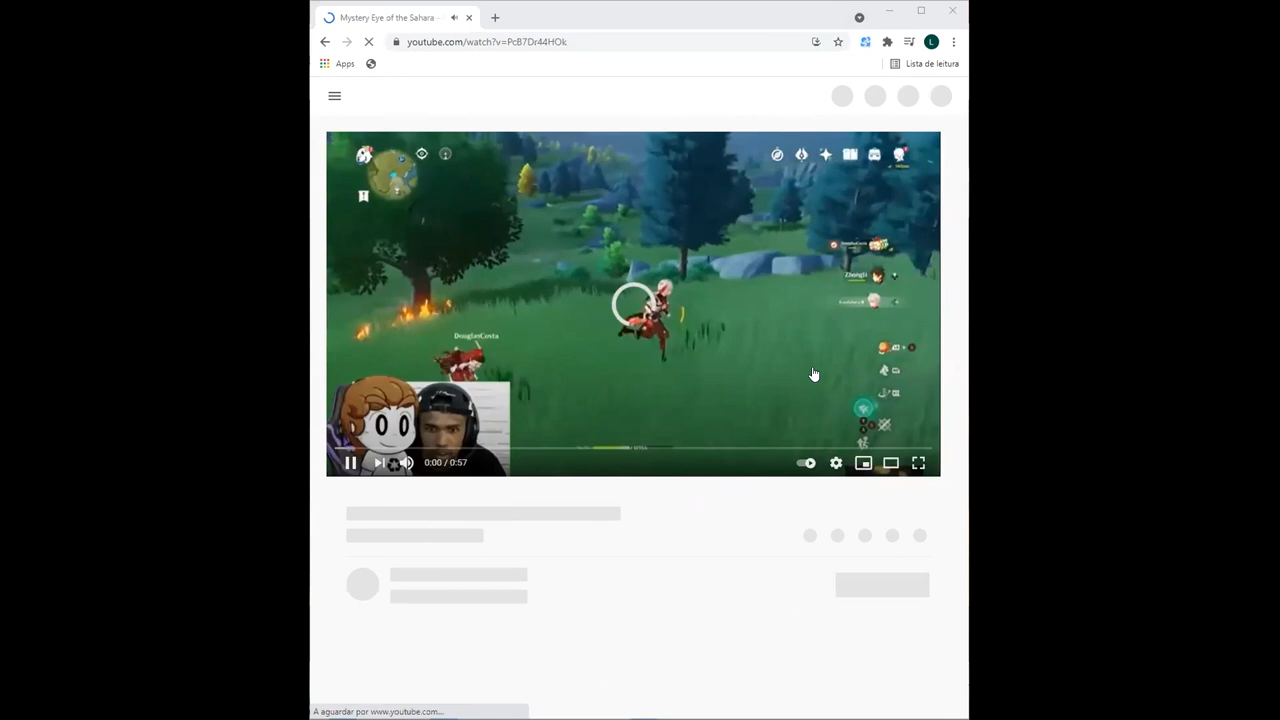 Mystery Eye of the Sahara -
youtube.com/watch?v=PcB7Dr44HOk
Apps
Lista de leitura
DouglasCosta
Zhongli
0:00 / 0:57
A aguardar por www.youtube.com...